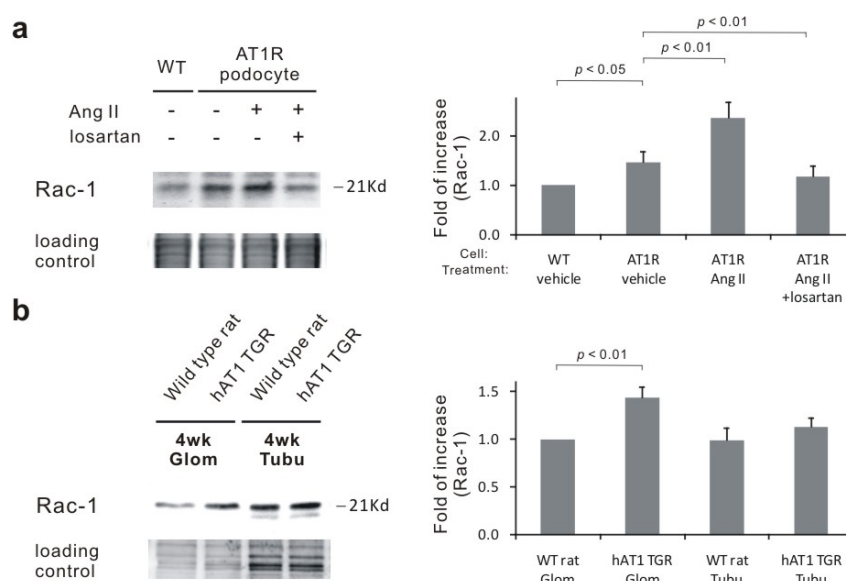 a
WT
AT1R
podocyte
Ang II - - + +
losartan - - - +
Rac-1
–21Kd
loading
control
p < 0.01
p < 0.01
p < 0.05
Fold of increase
(Rac-1)
2.0
1.0
0.0
Cell: WT AT1R AT1R AT1R
Treatment: vehicle vehicle Ang II Ang II
+losartan
b
Wild type rat
hAT1 TGR
Wild type rat
hAT1 TGR
4wk 4wk
Glom Tubu
Rac-1
–21Kd
loading
control
p < 0.01
Fold of increase
(Rac-1)
1.5
1.0
0.5
0.0
WT rat hAT1 TGR WT rat hAT1 TGR
Glom Glom Tubu Tubu